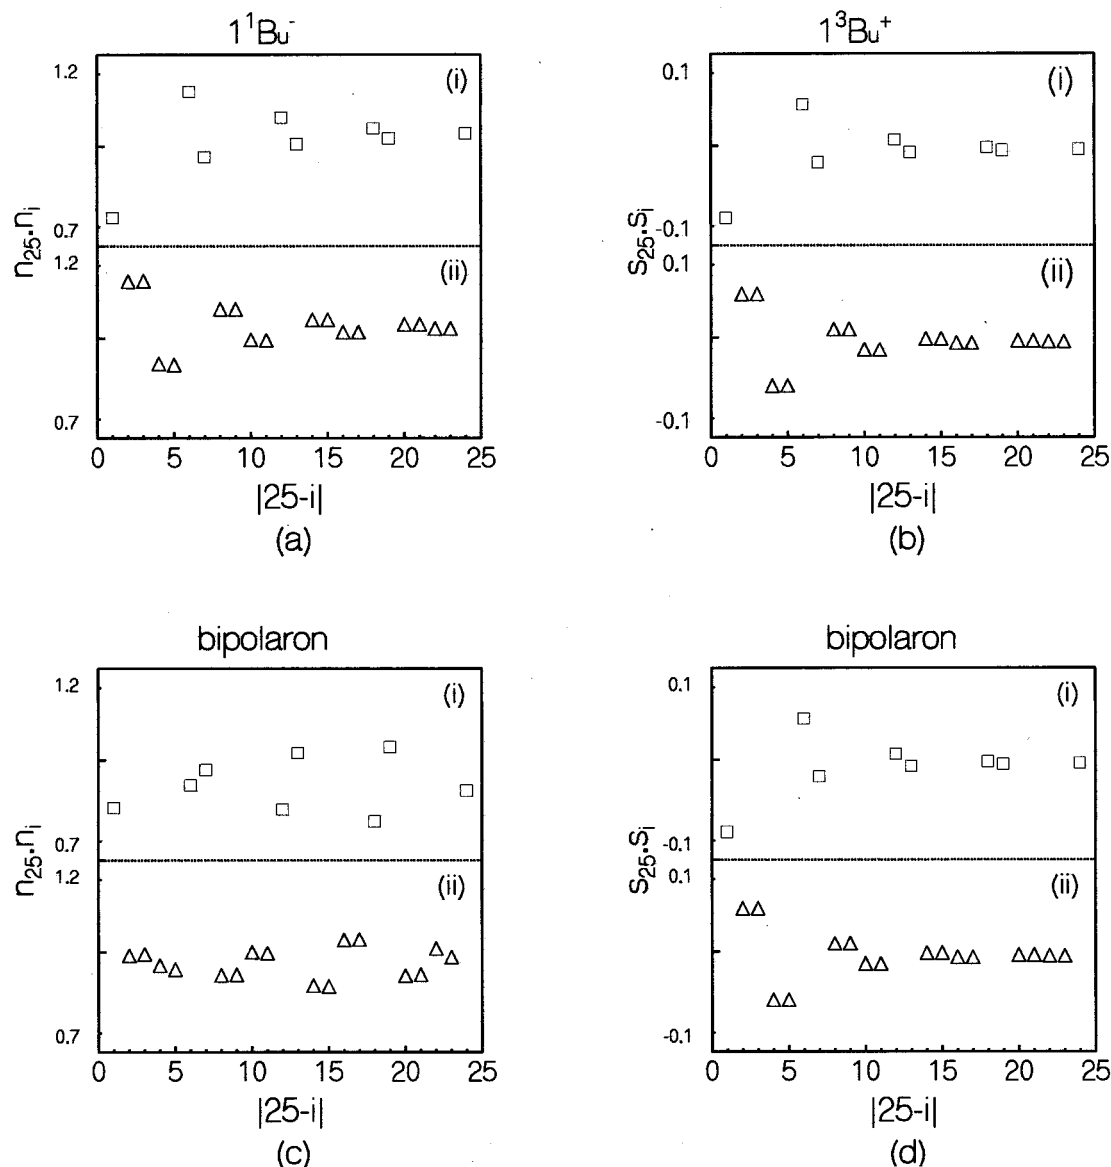 1¹Bu⁻
(i)
1.2
0.7
n₂₅.nᵢ
(ii)
1.2
0.7
0 5 10 15 20 25
|25-i|
(a)
1³Bu⁺
(i)
0.1
-0.1
s₂₅.sᵢ
(ii)
0.1
-0.1
0 5 10 15 20 25
|25-i|
(b)
bipolaron
(i)
1.2
0.7
n₂₅.nᵢ
(ii)
1.2
0.7
0 5 10 15 20 25
|25-i|
(c)
bipolaron
(i)
0.1
-0.1
s₂₅.sᵢ
(ii)
0.1
-0.1
0 5 10 15 20 25
|25-i|
(d)